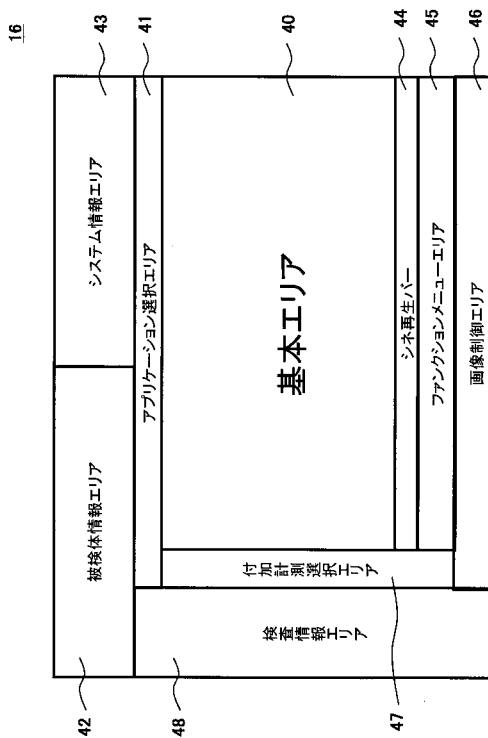 16
43
41
40
44
45
46
システム情報エリア
被検体情報エリア
アプリケーション選択エリア
基本エリア
シネ再生バー
ファンクションメニューエリア
画像制御エリア
付加計測選択エリア
検査情報エリア
42
48
47